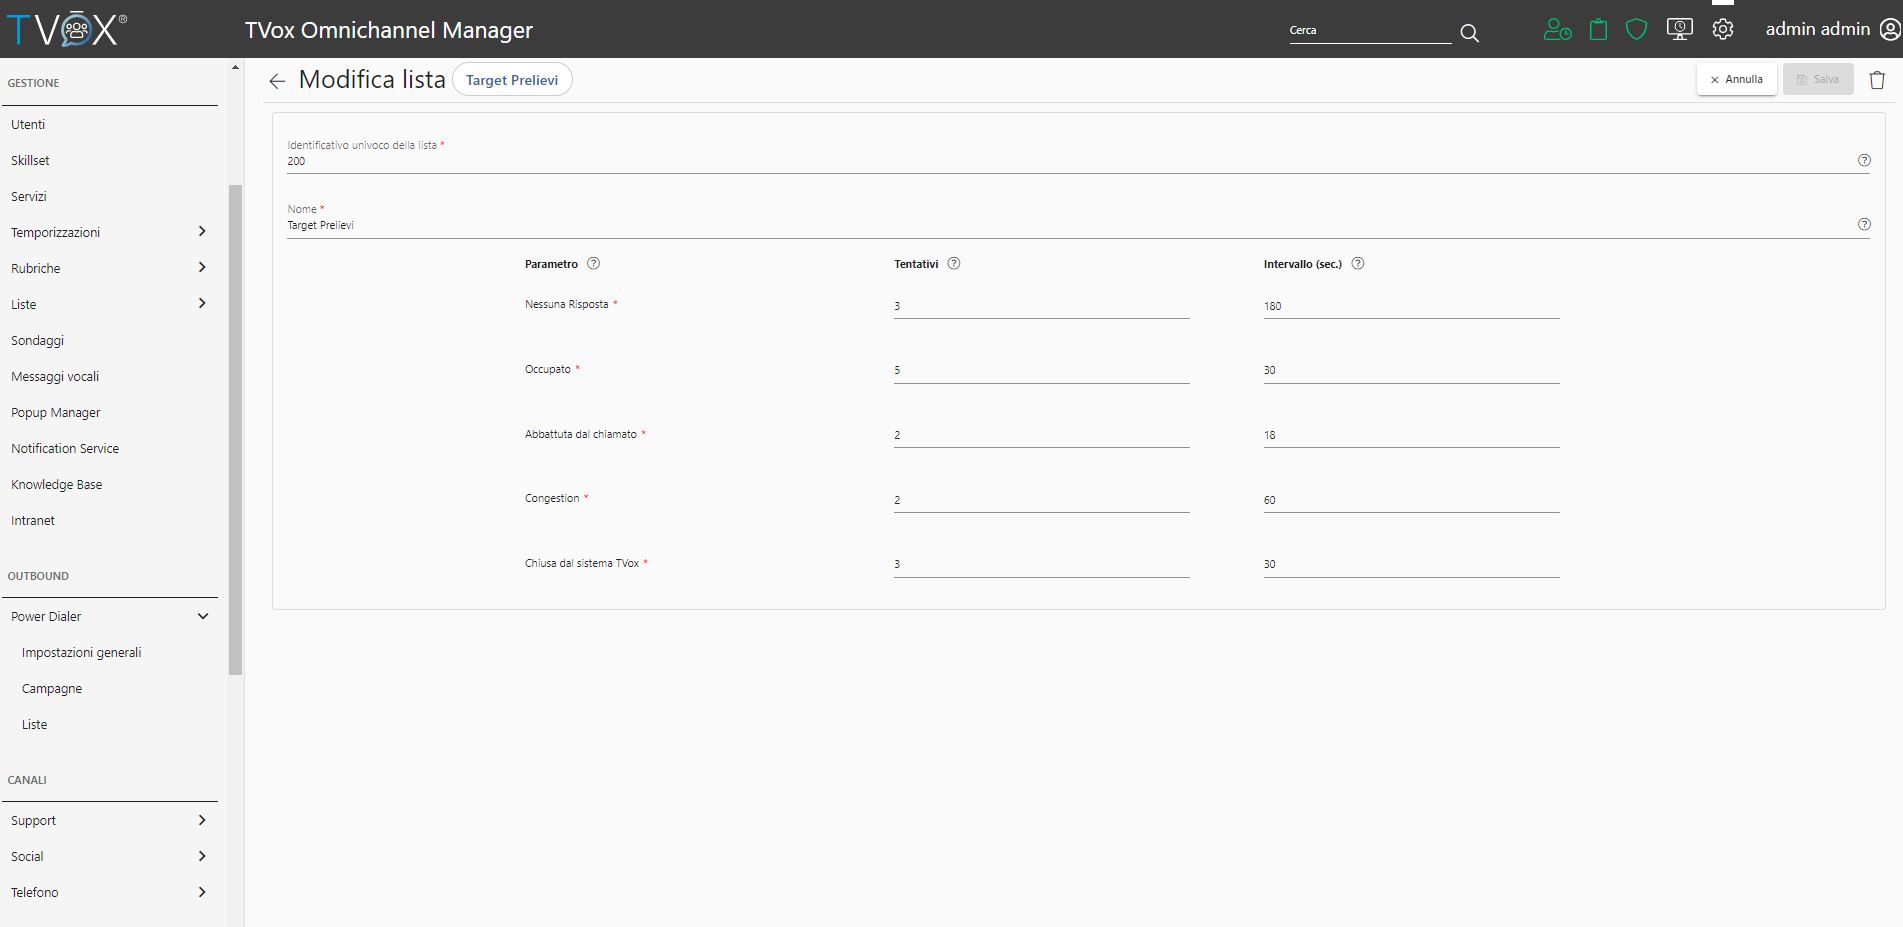 TVOX®
TVox Omnichannel Manager
Cerca
admin admin
GESTIONE
Utenti
Skillset
Servizi
Temporizzazioni
Rubriche
Liste
Sondaggi
Messaggi vocali
Popup Manager
Notification Service
Knowledge Base
Intranet
OUTBOUND
Power Dialer
Impostazioni generali
Campagne
Liste
CANALI
Support
Social
Telefono
Modifica lista Target Prelievi
Annulla
Salva
Identificativo univoco della lista *
200
Nome *
Target Prelievi
Parametro Tentativi Intervallo (sec.)
Nessuna Risposta * 3 180
Occupato * 5 30
Abbattuta dal chiamato * 2 18
Congestion * 2 60
Chiusa dal sistema TVox * 3 30